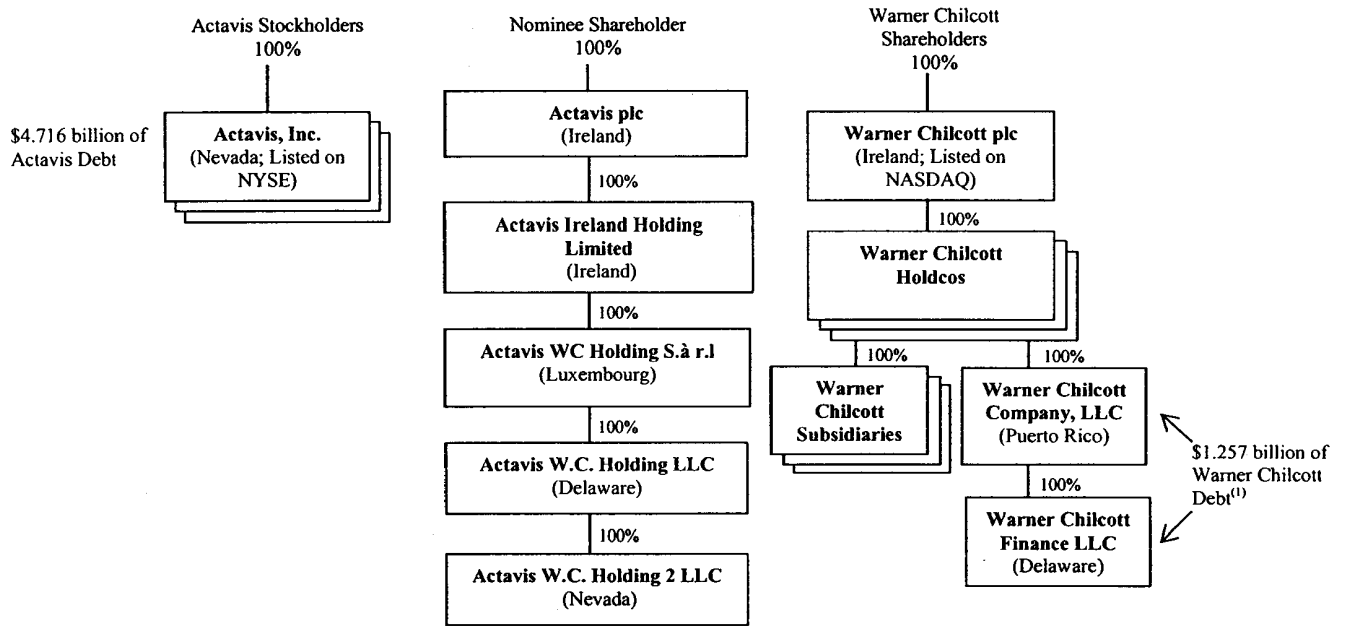 Actavis Stockholders
100%
$4.716 billion of
Actavis Debt
Actavis, Inc.
(Nevada; Listed on
NYSE)
Nominee Shareholder
100%
Actavis plc
(Ireland)
100%
Actavis Ireland Holding
Limited
(Ireland)
100%
Actavis WC Holding S.à r.l
(Luxembourg)
100%
Actavis W.C. Holding LLC
(Delaware)
100%
Actavis W.C. Holding 2 LLC
(Nevada)
Warner Chilcott
Shareholders
100%
Warner Chilcott plc
(Ireland; Listed on
NASDAQ)
100%
Warner Chilcott
Holdcos
100%
Warner
Chilcott
Subsidiaries
100%
Warner Chilcott
Company, LLC
(Puerto Rico)
100%
Warner Chilcott
Finance LLC
(Delaware)
$1.257 billion of
Warner Chilcott
Debt(1)